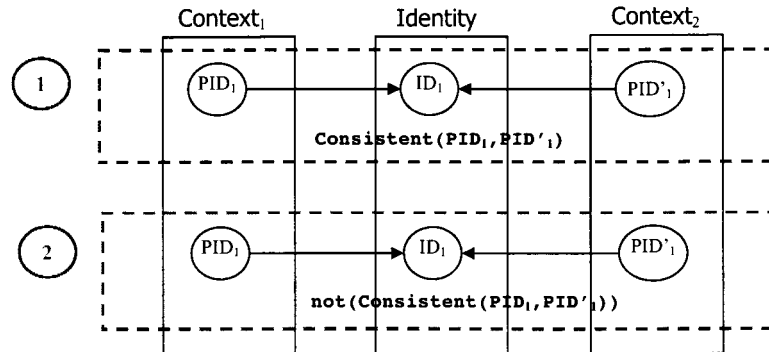 Context₁ Identity Context₂
1 PID₁ ID₁ PID'₁
Consistent(PID₁,PID'₁)
2 PID₁ ID₁ PID'₁
not(Consistent(PID₁,PID'₁))